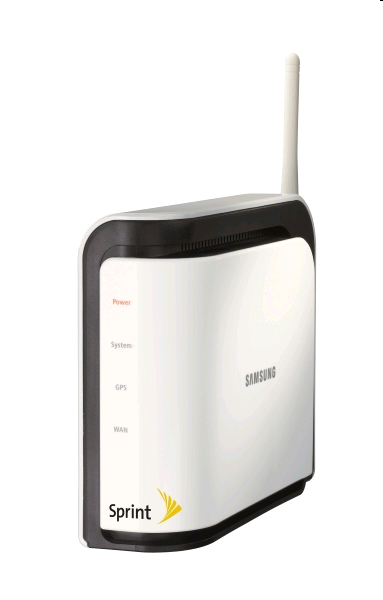 Power
System
GPS
WAN
SAMSUNG
Sprint